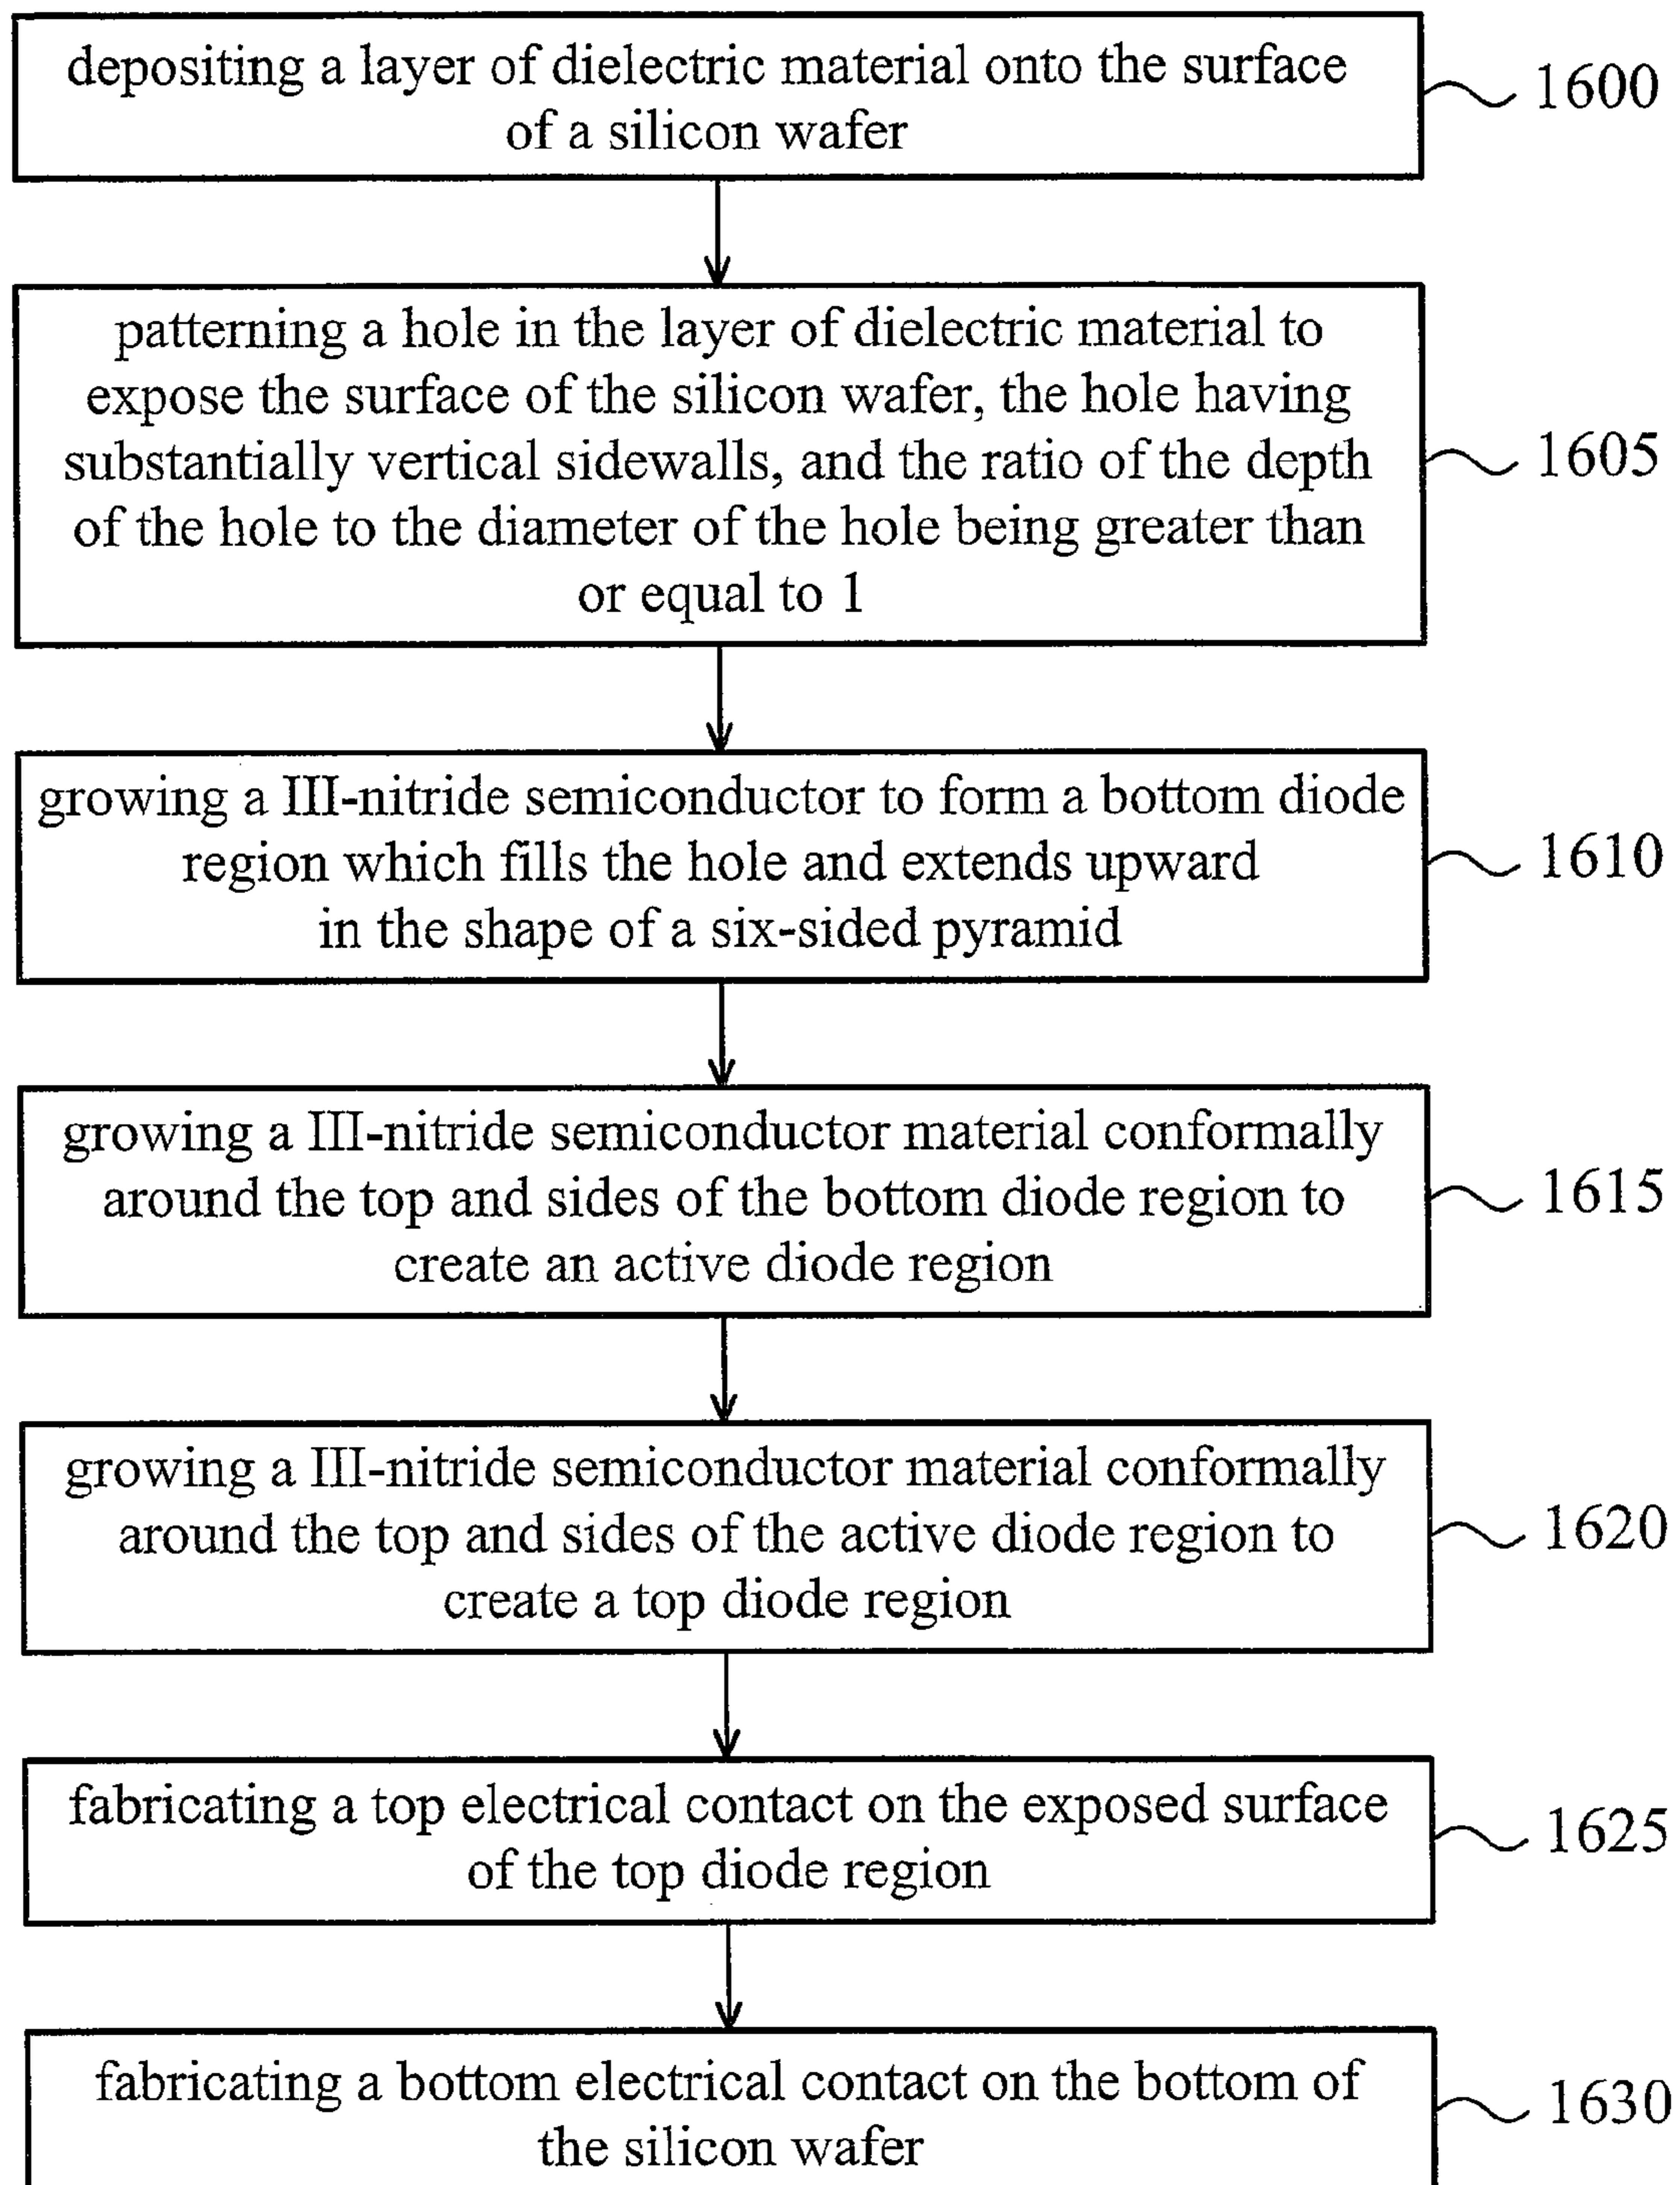 depositing a layer of dielectric material onto the surface
of a silicon wafer
1600
patterning a hole in the layer of dielectric material to
expose the surface of the silicon wafer, the hole having
substantially vertical sidewalls, and the ratio of the depth
of the hole to the diameter of the hole being greater than
or equal to 1
1605
growing a III-nitride semiconductor to form a bottom diode
region which fills the hole and extends upward
in the shape of a six-sided pyramid
1610
growing a III-nitride semiconductor material conformally
around the top and sides of the bottom diode region to
create an active diode region
1615
growing a III-nitride semiconductor material conformally
around the top and sides of the active diode region to
create a top diode region
1620
fabricating a top electrical contact on the exposed surface
of the top diode region
1625
fabricating a bottom electrical contact on the bottom of
the silicon wafer
1630